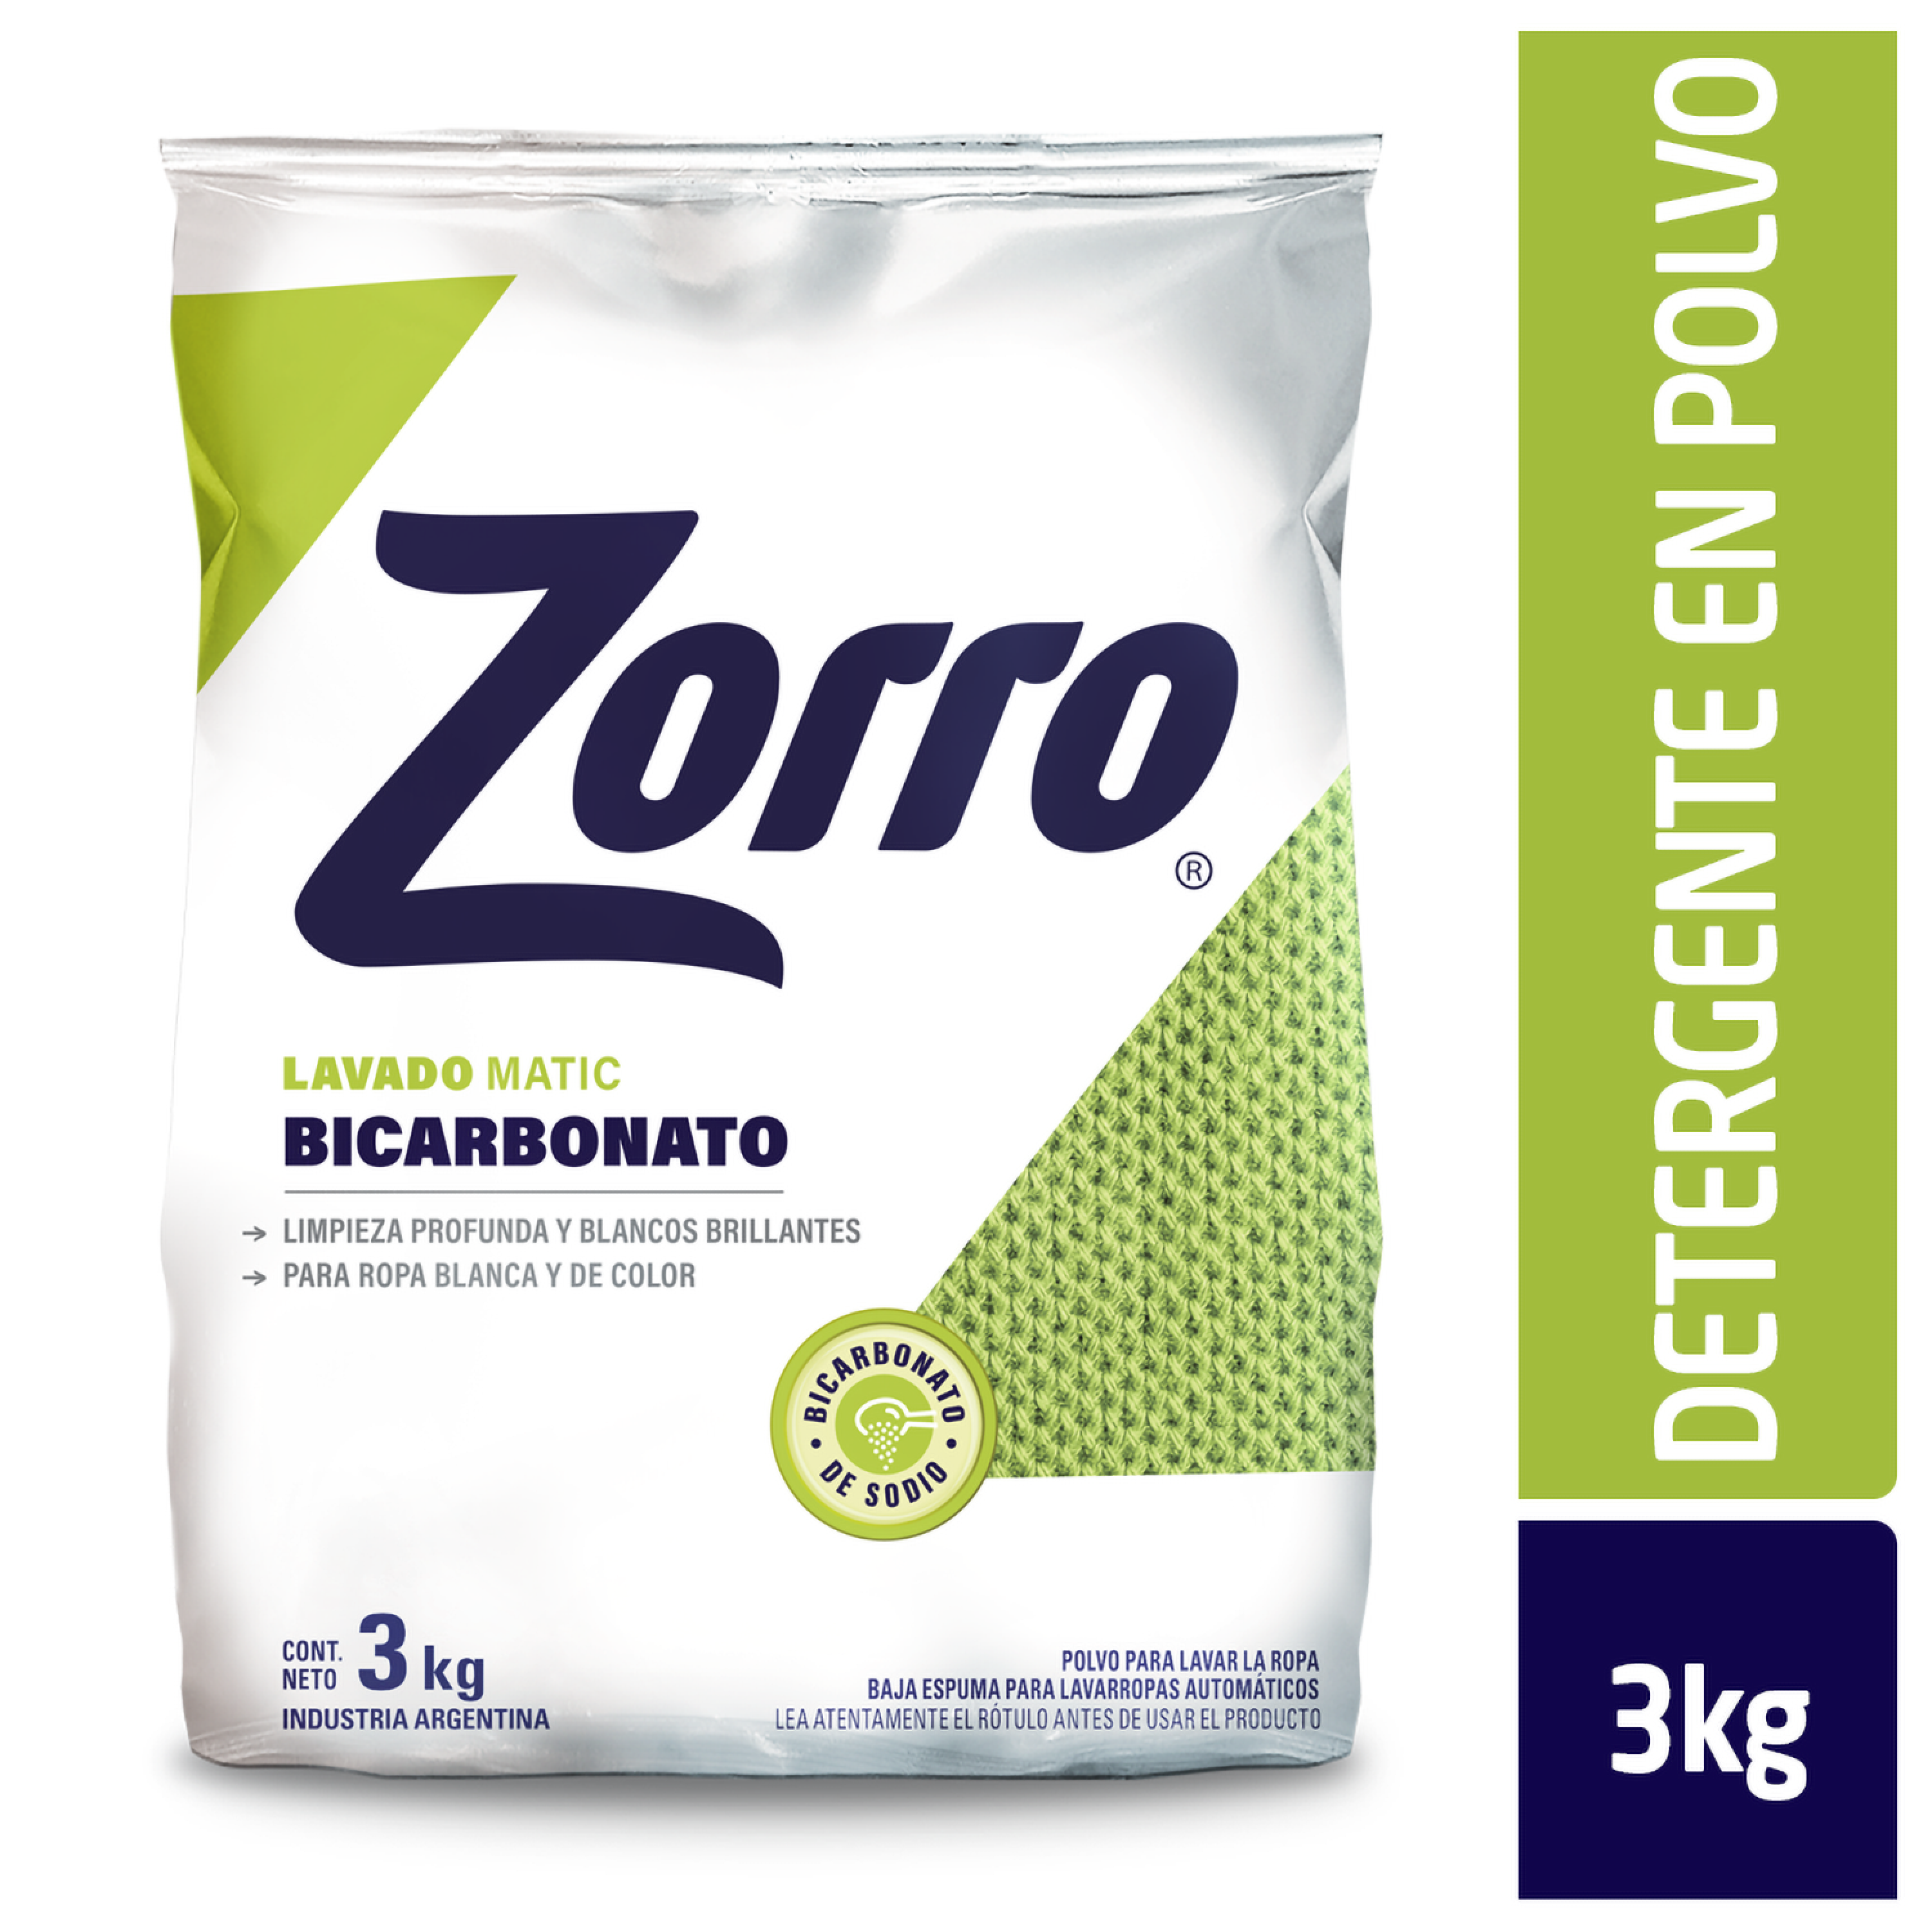 Zorro
®
LAVADO MATIC
BICARBONATO
→ LIMPIEZA PROFUNDA Y BLANCOS BRILLANTES
→ PARA ROPA BLANCA Y DE COLOR
BICARBONATO
• DE SODIO •
CONT.
NETO 3 kg
INDUSTRIA ARGENTINA
POLVO PARA LAVAR LA ROPA
BAJA ESPUMA PARA LAVARROPAS AUTOMÁTICOS
LEA ATENTAMENTE EL RÓTULO ANTES DE USAR EL PRODUCTO
DETERGENTE EN POLVO
3kg